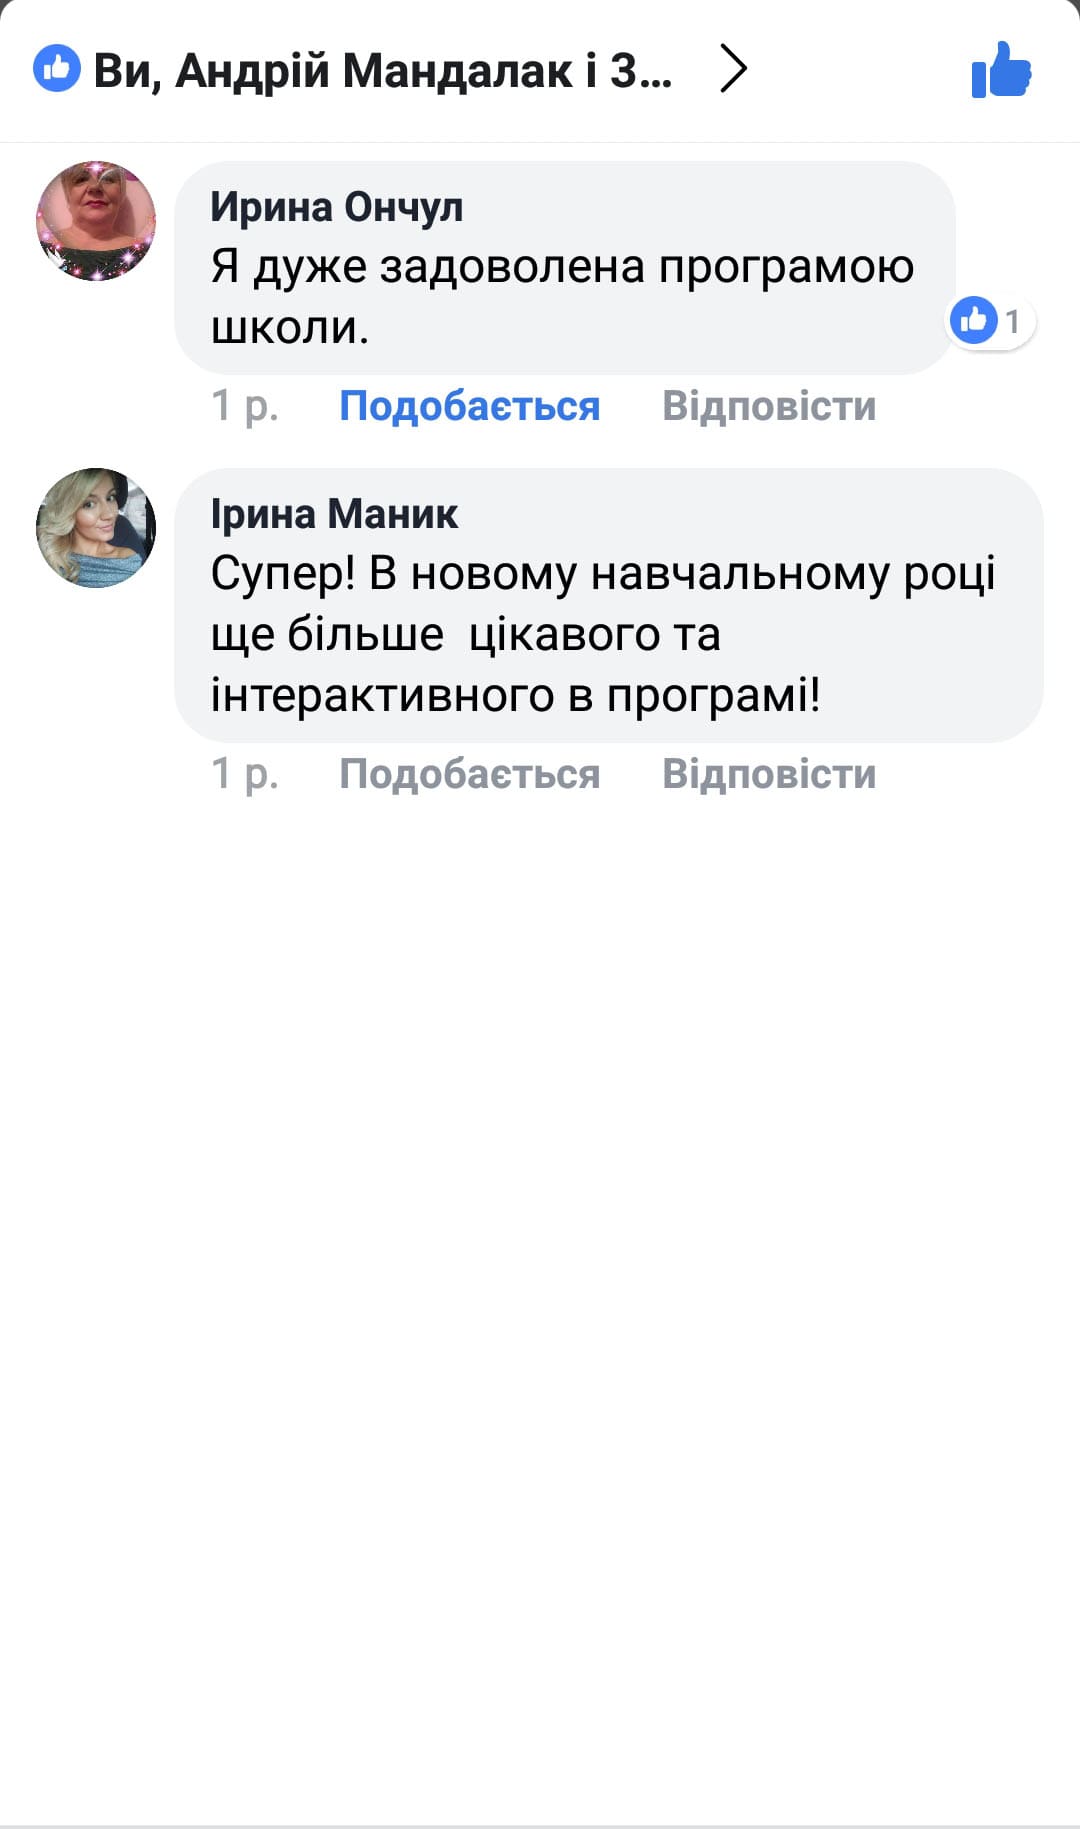 Ви, Андрій Мандалак і З...
Ирина Ончул
Я дуже задоволена програмою
школи.
1
1 р. Подобається Відповісти
Ірина Маник
Супер! В новому навчальному році
ще більше цікавого та
інтерактивного в програмі!
1 р. Подобається Відповісти